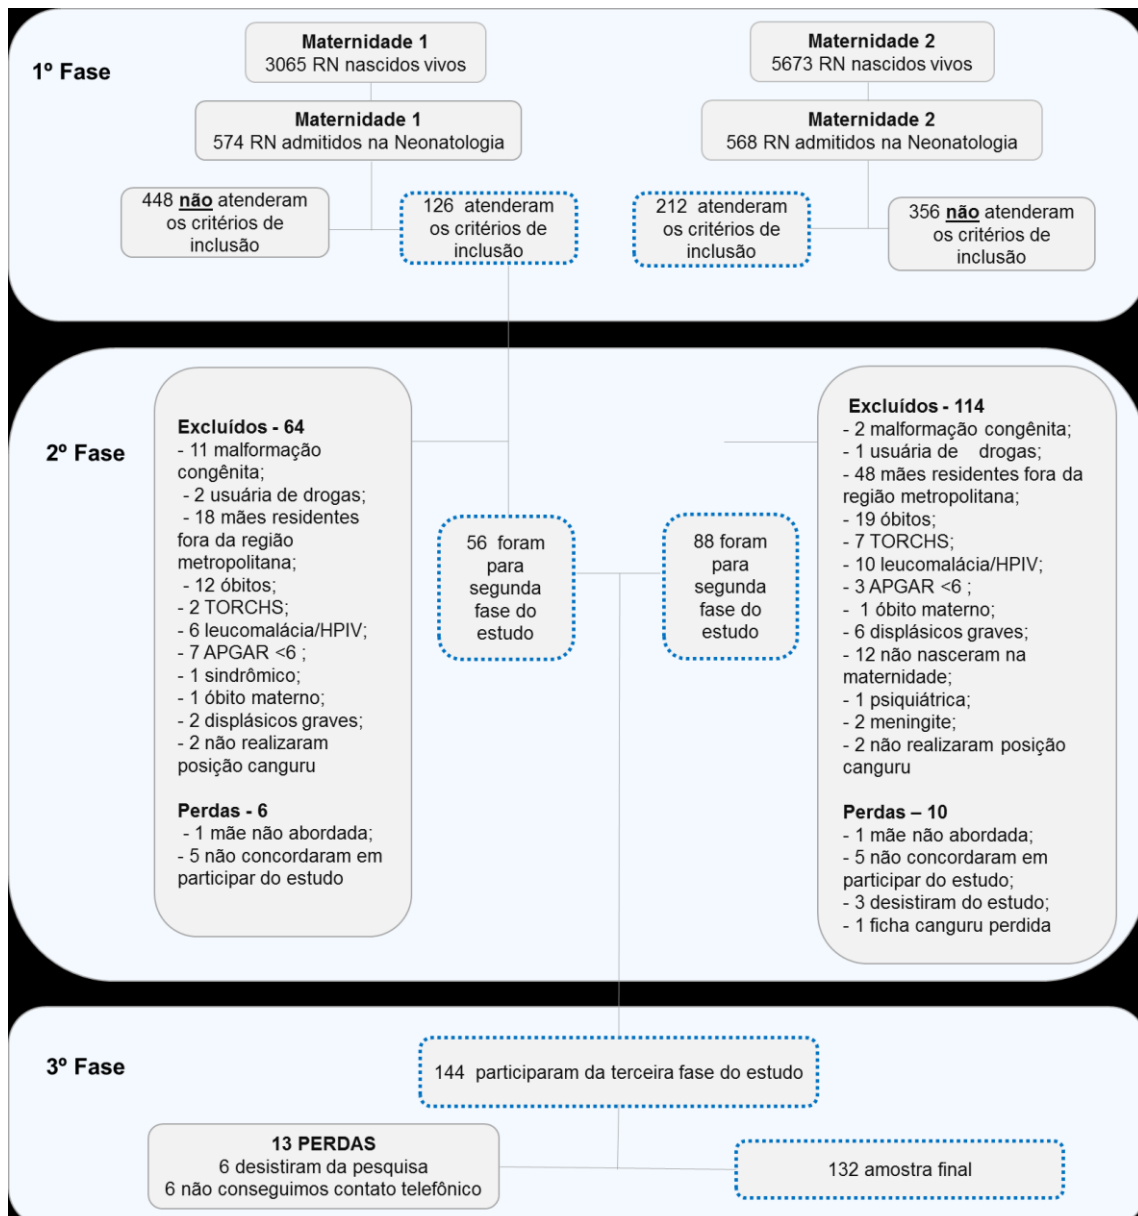 1º Fase
Maternidade 1
3065 RN nascidos vivos
Maternidade 2
5673 RN nascidos vivos
Maternidade 1
574 RN admitidos na Neonatologia
Maternidade 2
568 RN admitidos na Neonatologia
448 não atenderam
os critérios de
inclusão
126 atenderam
os critérios de
inclusão
212 atenderam
os critérios de
inclusão
356 não atenderam
os critérios de
inclusão
2º Fase
Excluídos - 64
- 11 malformação
congênita;
- 2 usuária de drogas;
- 18 mães residentes
fora da região
metropolitana;
- 12 óbitos;
- 2 TORCHS;
- 6 leucomalácia/HPIV;
- 7 APGAR <6 ;
- 1 sindrômico;
- 1 óbito materno;
- 2 displásicos graves;
- 2 não realizaram
posição canguru
Perdas - 6
- 1 mãe não abordada;
- 5 não concordaram em
participar do estudo
56 foram
para
segunda
fase do
estudo
88 foram
para
segunda
fase do
estudo
Excluídos - 114
- 2 malformação congênita;
- 1 usuária de drogas;
- 48 mães residentes fora da
região metropolitana;
- 19 óbitos;
- 7 TORCHS;
- 10 leucomalácia/HPIV;
- 3 APGAR <6 ;
- 1 óbito materno;
- 6 displásicos graves;
- 12 não nasceram na
maternidade;
- 1 psiquiátrica;
- 2 meningite;
- 2 não realizaram posição
canguru
Perdas – 10
- 1 mãe não abordada;
- 5 não concordaram em
participar do estudo;
- 3 desistiram do estudo;
- 1 ficha canguru perdida
3º Fase
144 participaram da terceira fase do estudo
13 PERDAS
6 desistiram da pesquisa
6 não conseguimos contato telefônico
132 amostra final